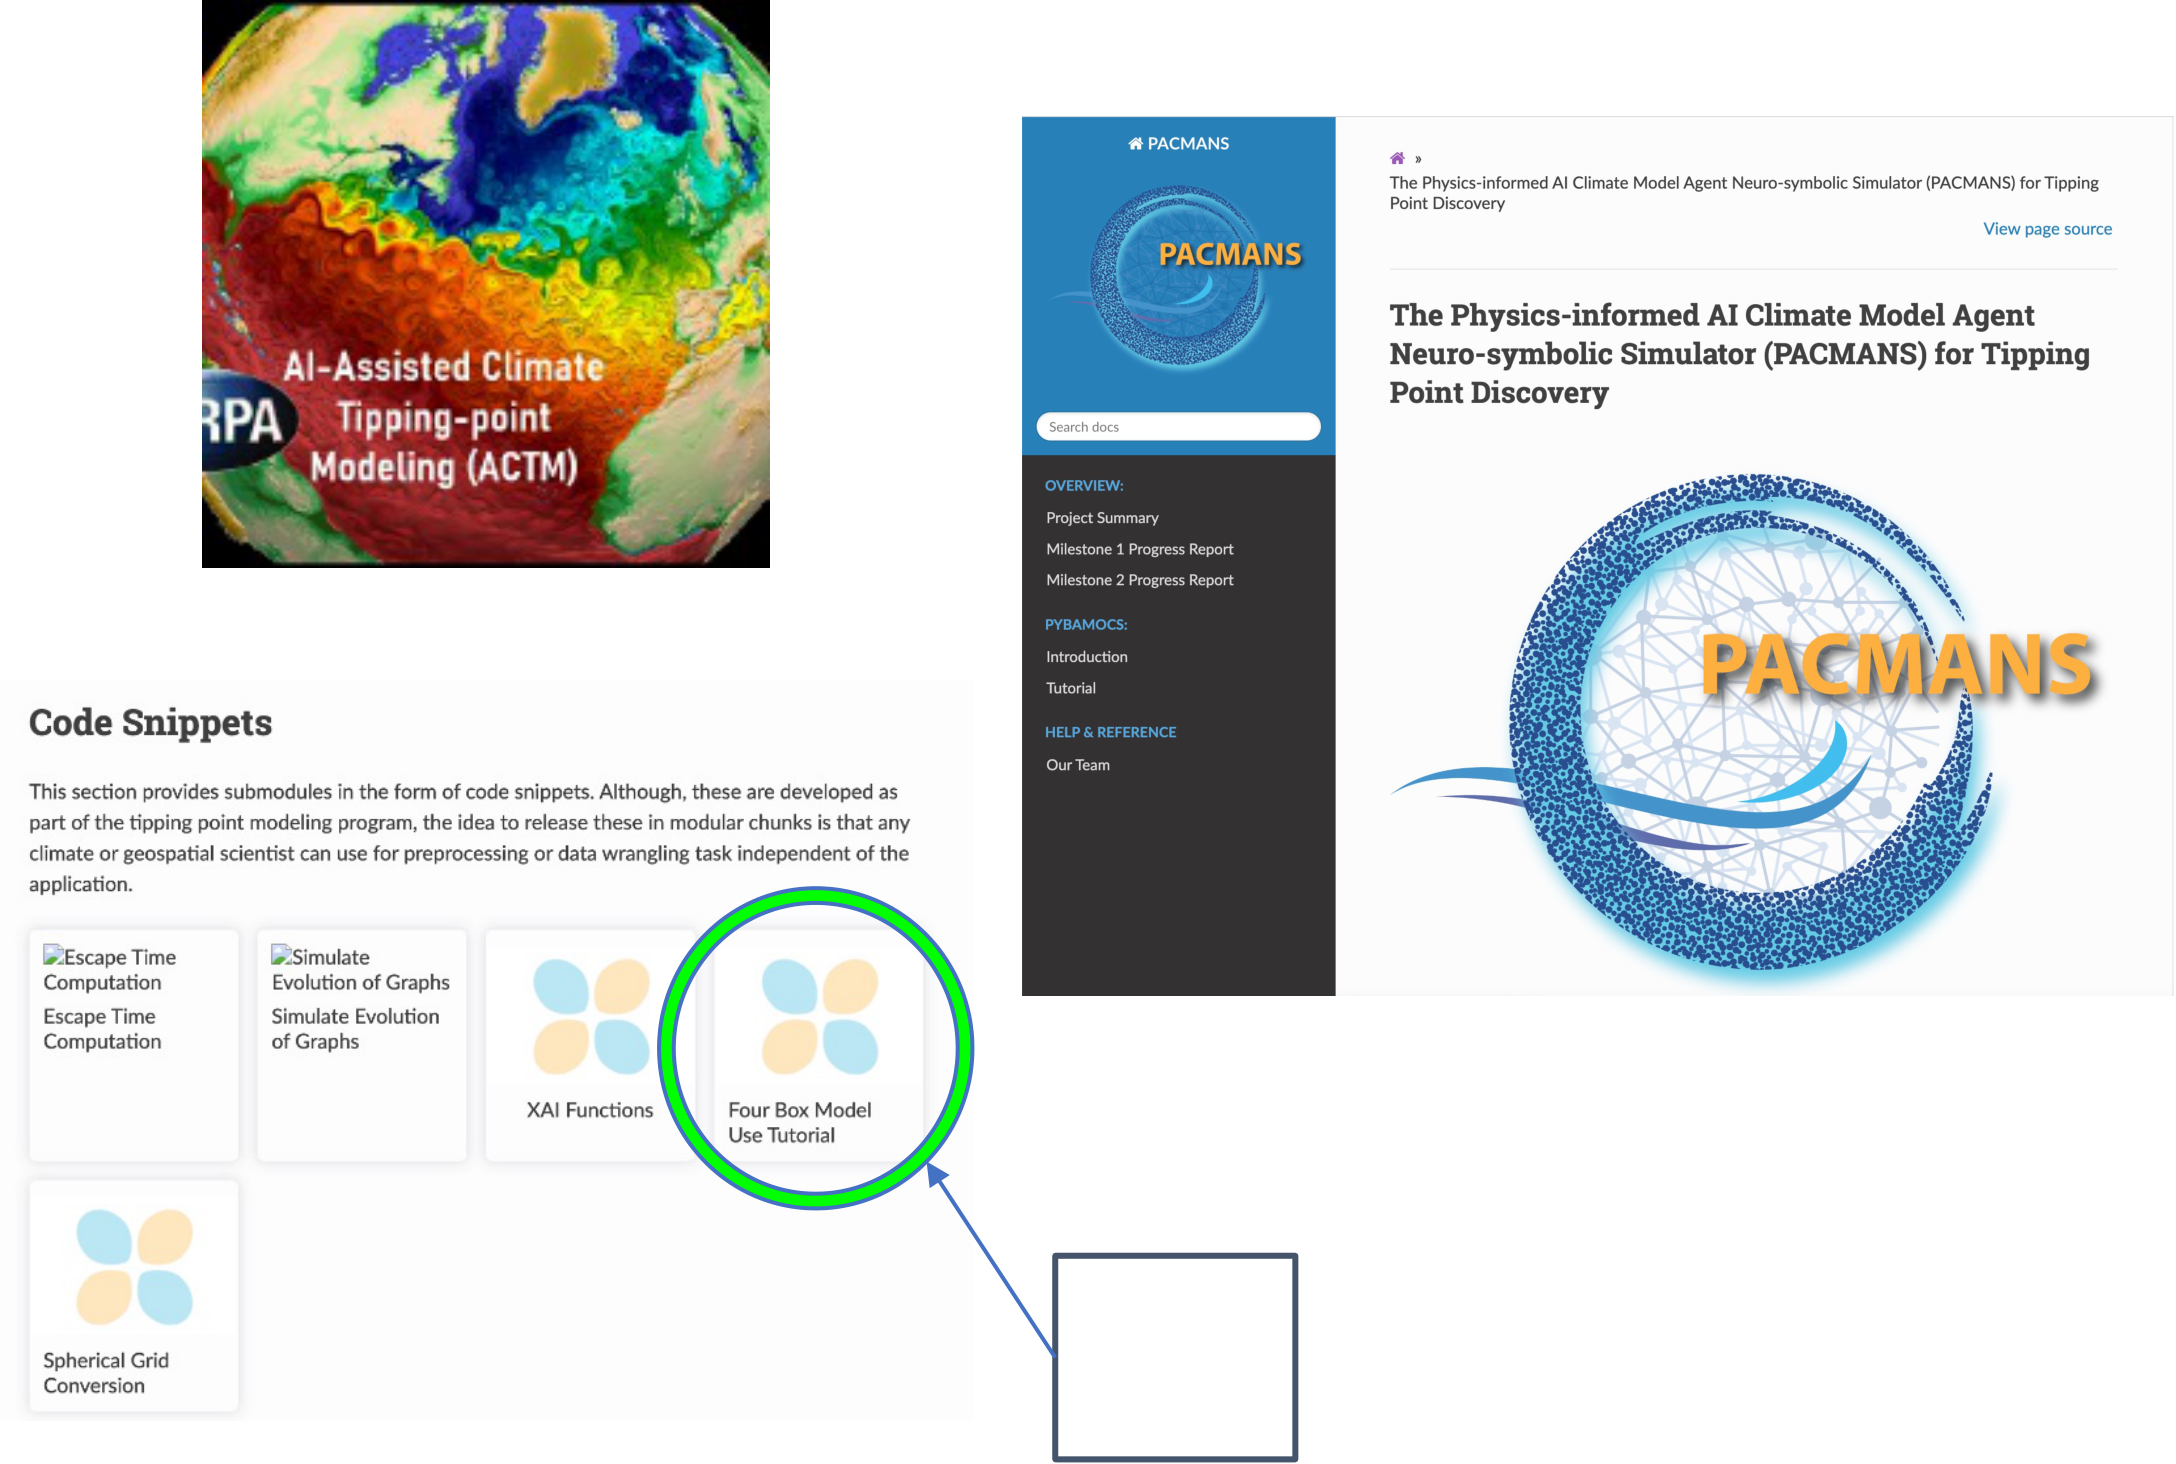 AI-Assisted Climate
Tipping-point
Modeling (ACTM)
RPA
PACMANS
PACMANS
Search docs
OVERVIEW:
Project Summary
Milestone 1 Progress Report
Milestone 2 Progress Report
PYBAMOCS:
Introduction
Tutorial
HELP & REFERENCE
Our Team
»
The Physics-informed AI Climate Model Agent Neuro-symbolic Simulator (PACMANS) for Tipping
Point Discovery
View page source
The Physics-informed AI Climate Model Agent
Neuro-symbolic Simulator (PACMANS) for Tipping
Point Discovery
PACMANS
Code Snippets
This section provides submodules in the form of code snippets. Although, these are developed as
part of the tipping point modeling program, the idea to release these in modular chunks is that any
climate or geospatial scientist can use for preprocessing or data wrangling task independent of the
application.
Escape Time
Computation
Escape Time
Computation
Simulate
Evolution of Graphs
Simulate Evolution
of Graphs
XAI Functions
Four Box Model
Use Tutorial
Spherical Grid
Conversion